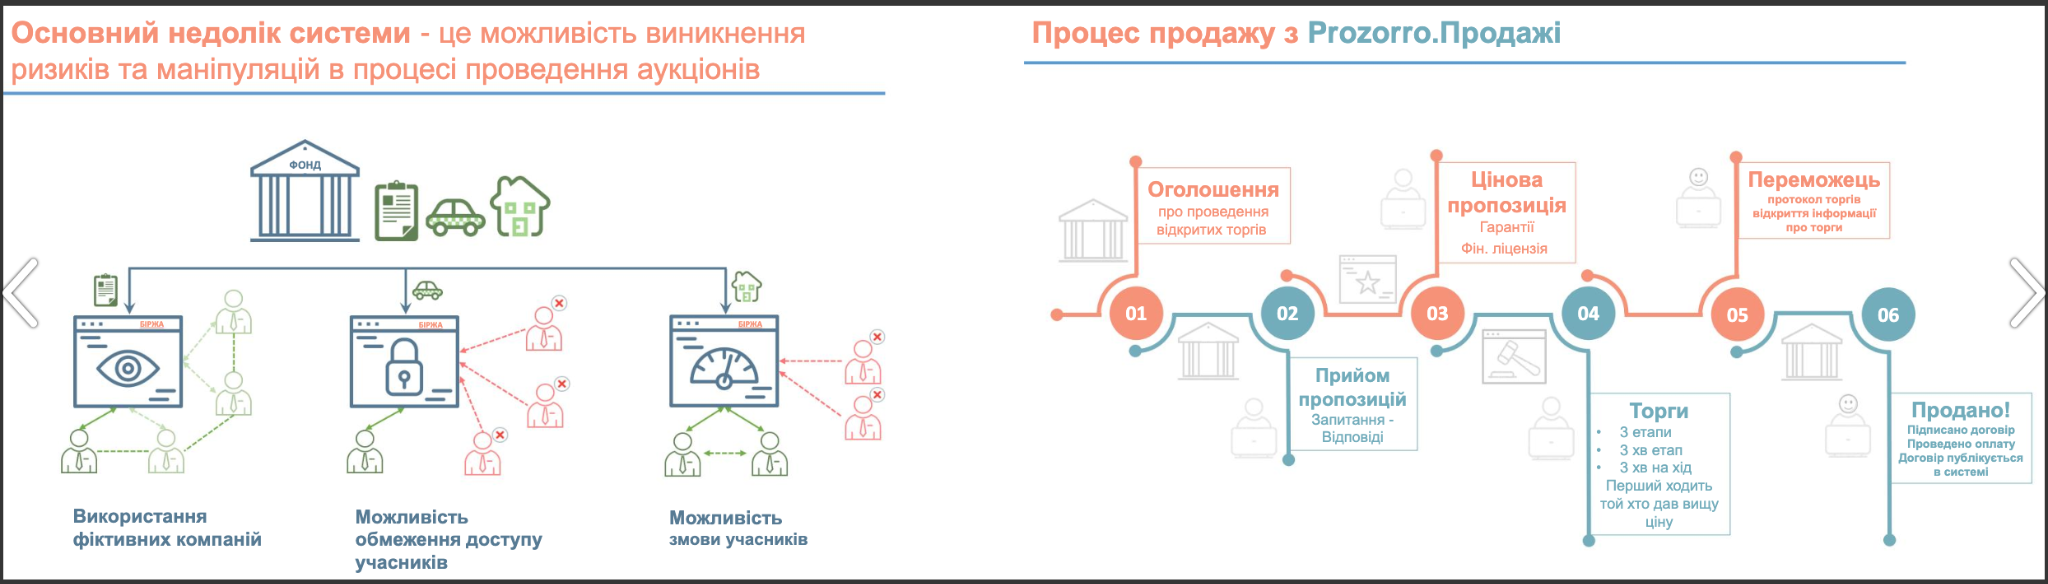 Основний недолік системи - це можливість виникнення
ризиків та маніпуляцій в процесі проведення аукціонів
ФОНД
БІРЖА
БІРЖА
БІРЖА
Використання
фіктивних компаній
Можливість
обмеження доступу
учасників
Можливість
змови учасників
Процес продажу з Prozorro.Продажі
Оголошення
про проведення
відкритих торгів
Цінова
пропозиція
Гарантії
Фін. ліцензія
Переможець
протокол торгів
відкриття інформації
про торги
01
02
03
04
05
06
Прийом
пропозицій
Запитання -
Відповіді
Торги
• 3 етапи
• 3 хв етап
• 3 хв на хід
Перший ходить
той хто дав вищу
ціну
Продано!
Підписано договір
Проведено оплату
Договір публікується
в системі